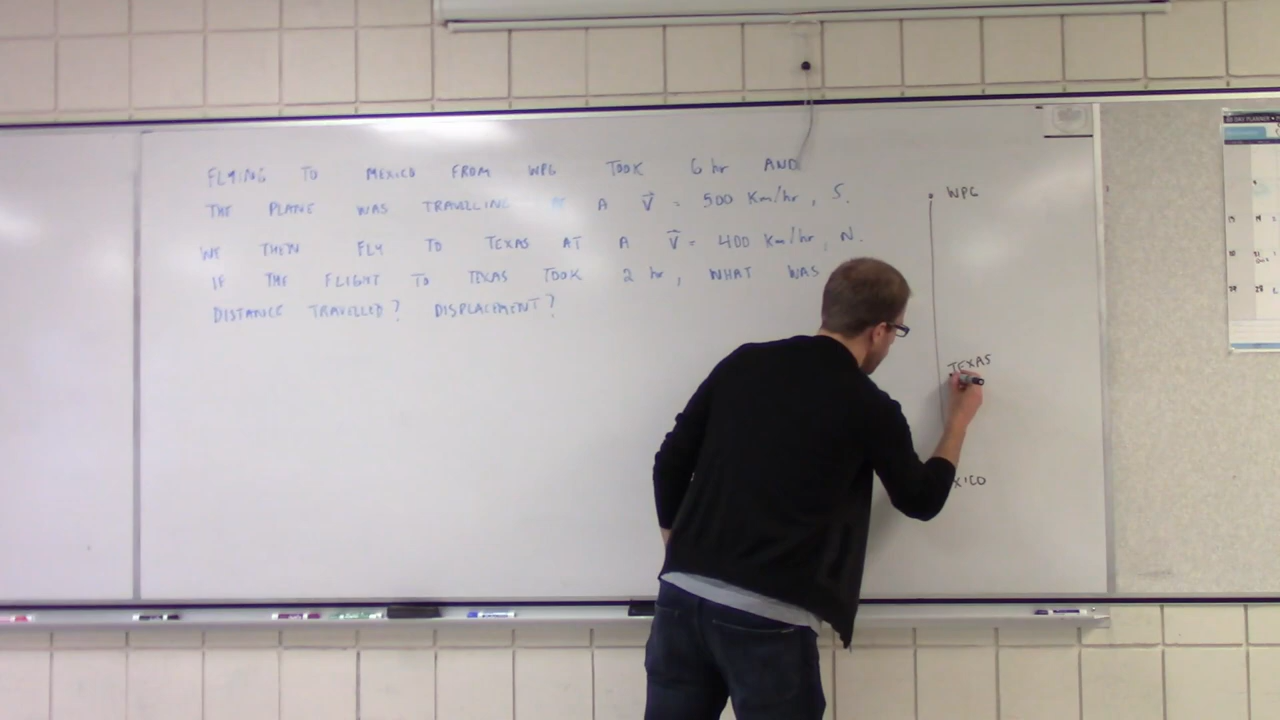 FLYING TO MEXICO FROM WPG TOOK 6 hr AND
THE PLANE WAS TRAVELLING AT A V⃗ = 500 Km/hr, S.
WE THEN FLY TO TEXAS AT A V⃗ = 400 Km/hr, N.
IF THE FLIGHT TO TEXAS TOOK 2 hr, WHAT WAS
DISTANCE TRAVELLED? DISPLACEMENT?
WPG
TEXAS
XICO